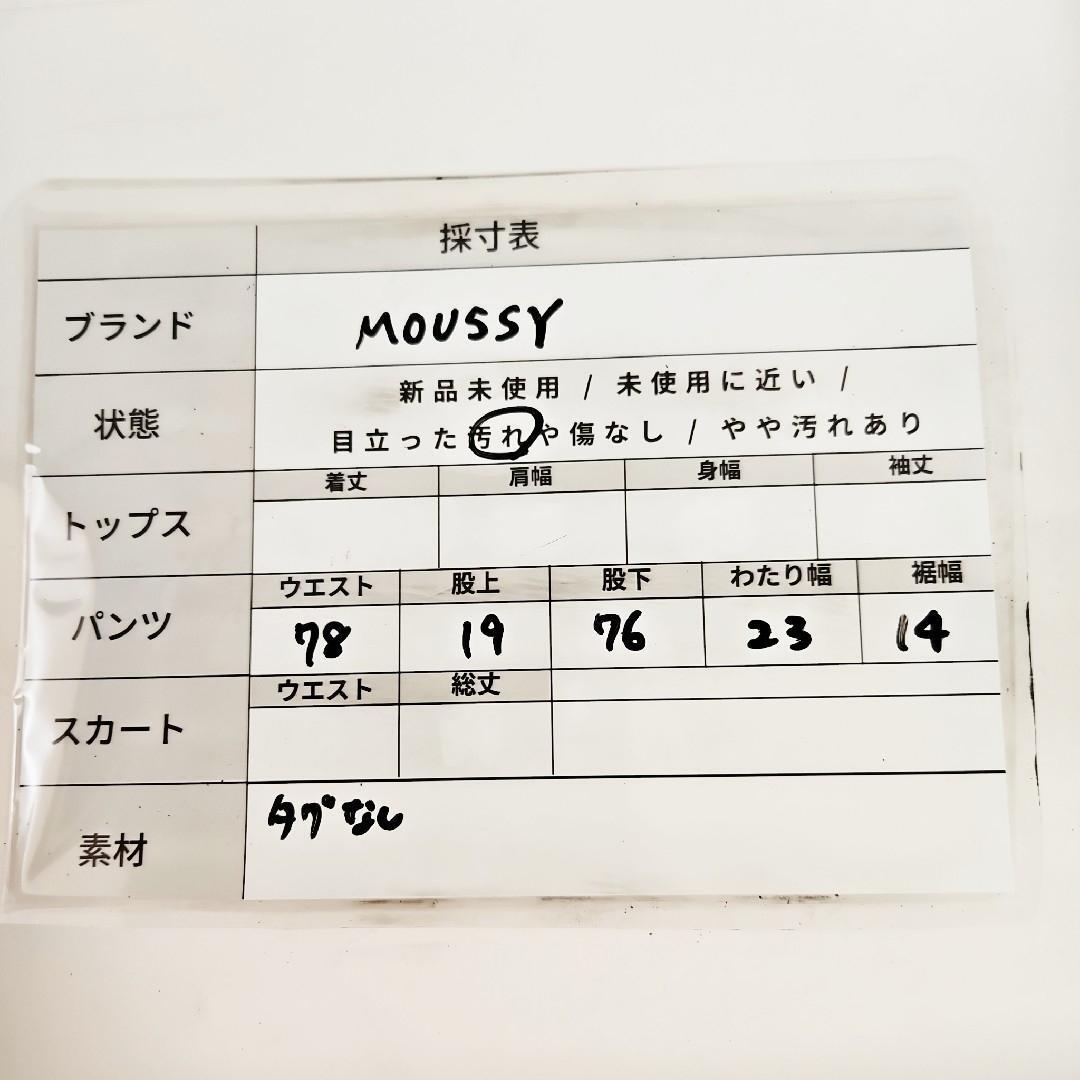 採寸表
ブランド MOUSSY
状態 新品未使用 / 未使用に近い /
目立った汚れや傷なし / やや汚れあり
着丈 肩幅 身幅 袖丈
トップス
ウエスト 股上 股下 わたり幅 裾幅
パンツ 78 19 76 23 14
ウエスト 総丈
スカート
素材 タグなし